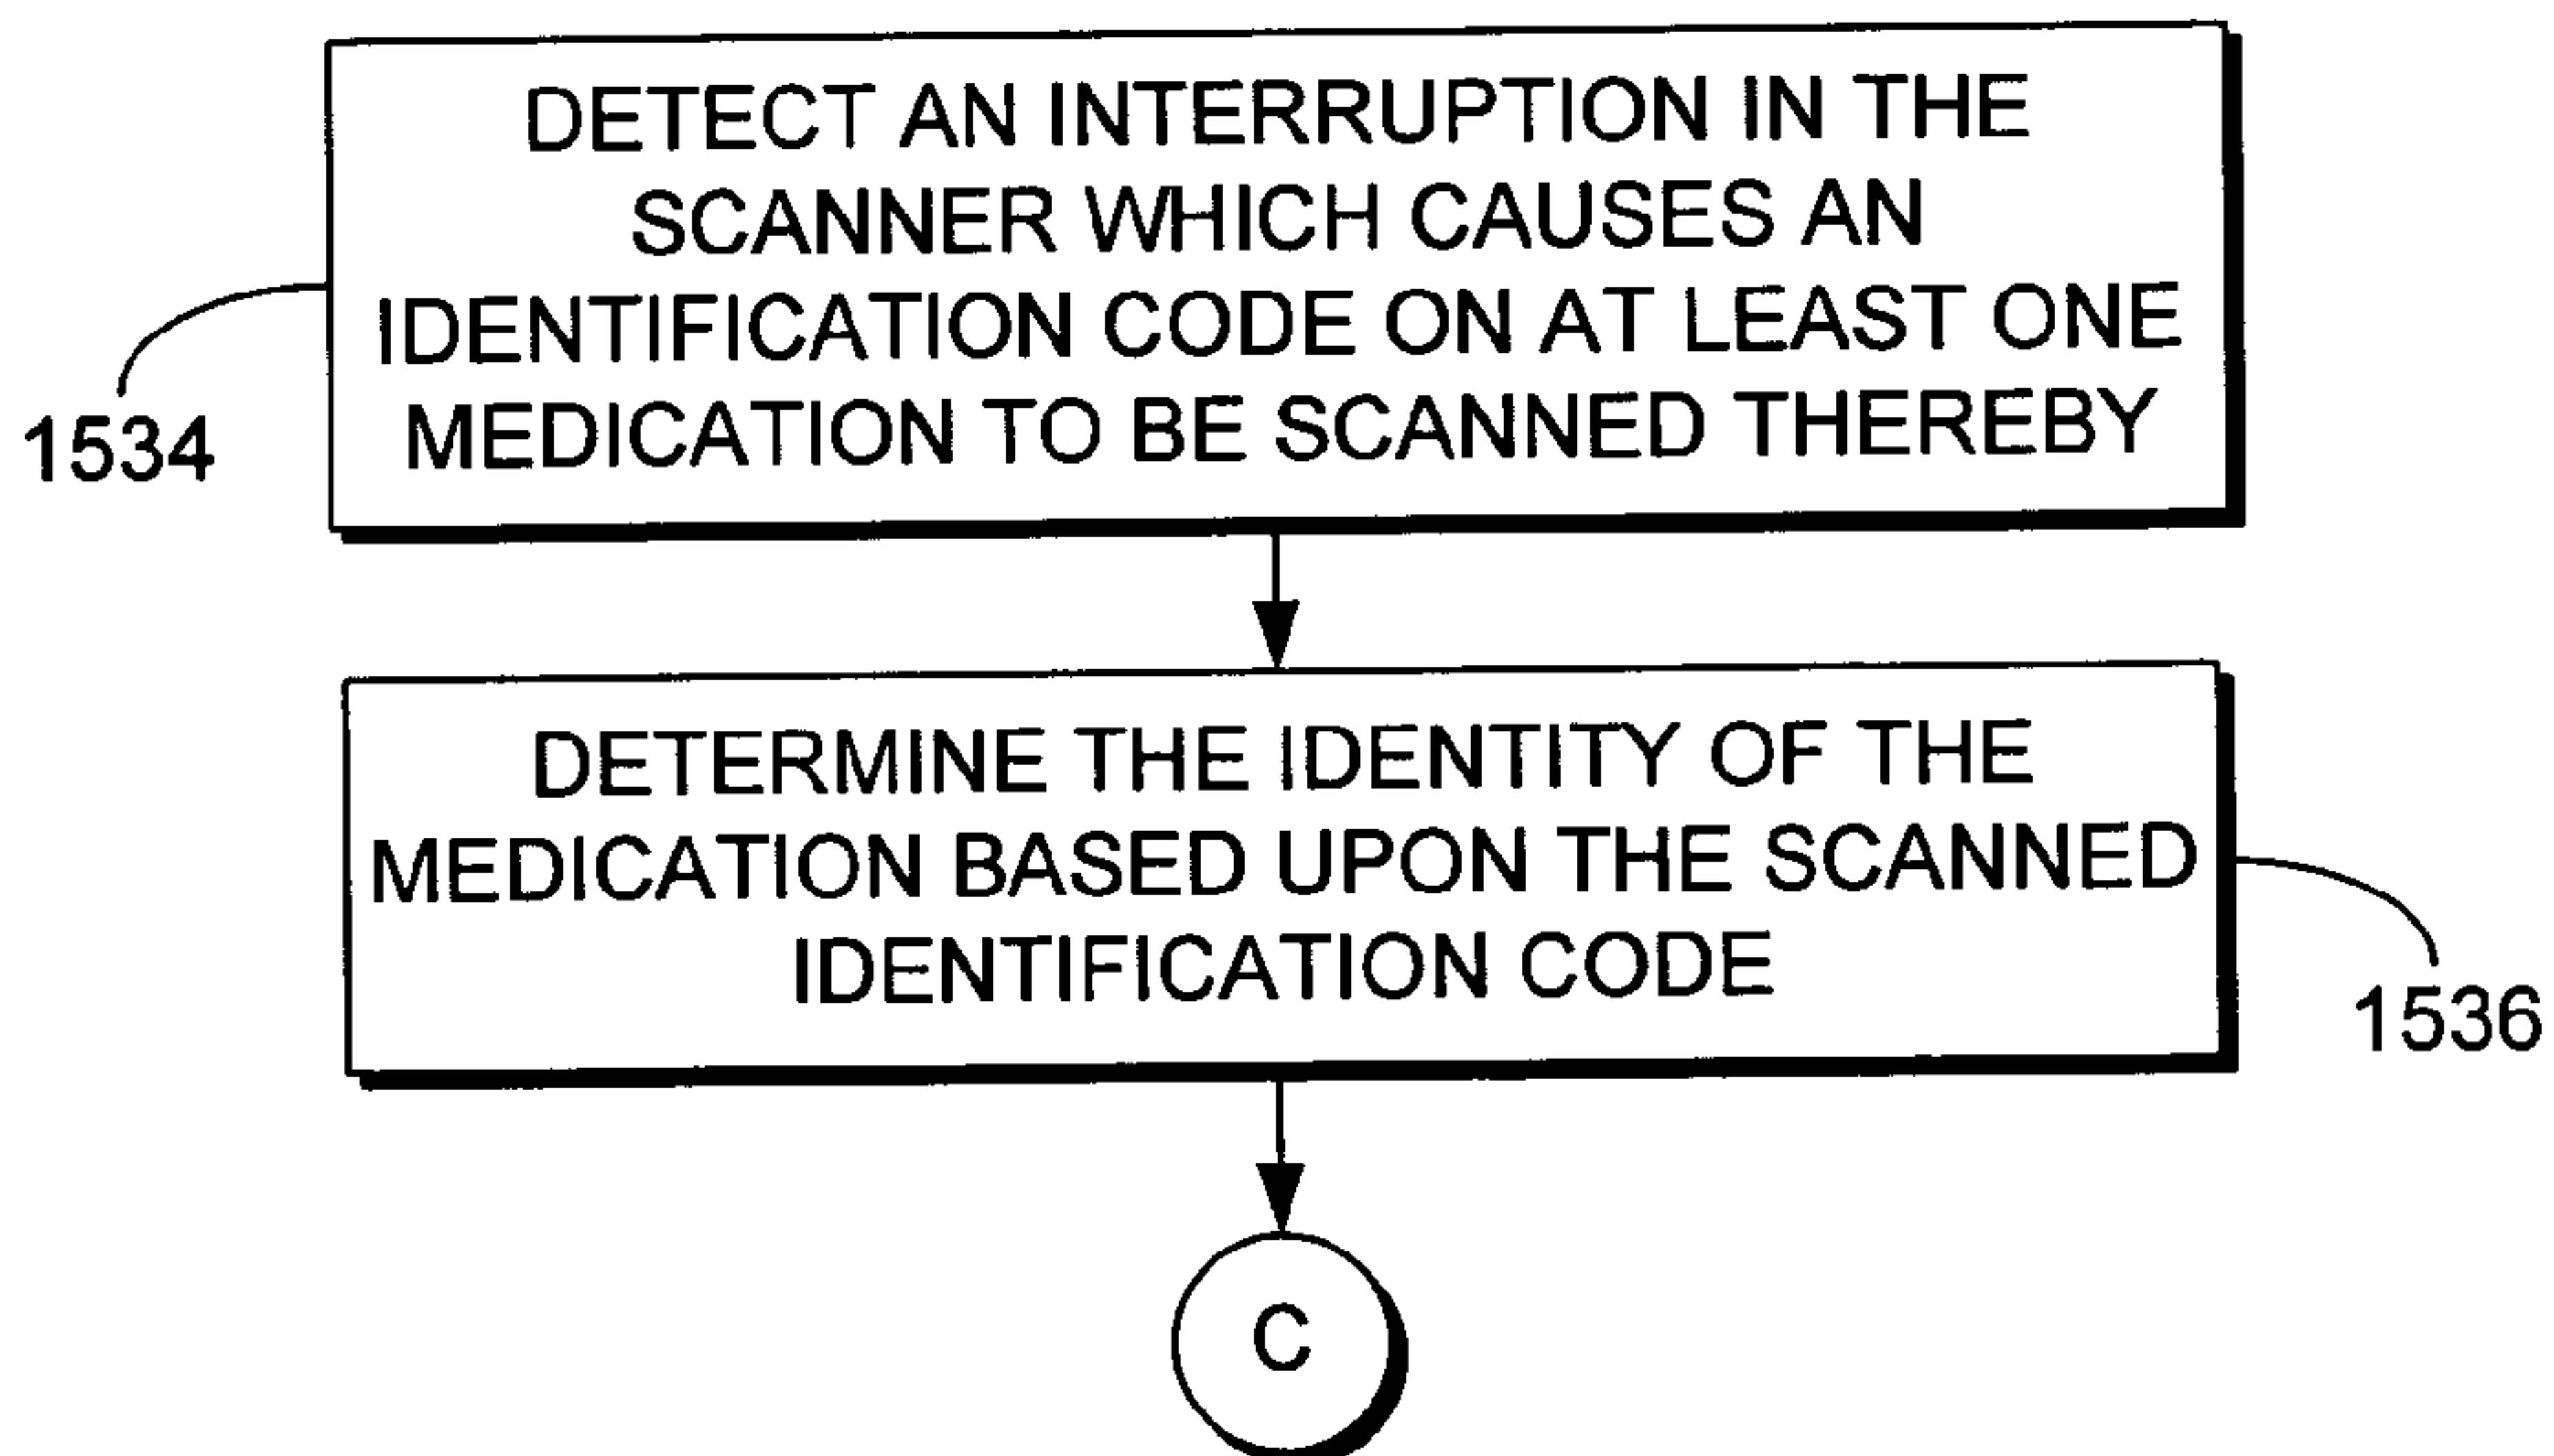 DETECT AN INTERRUPTION IN THE
SCANNER WHICH CAUSES AN
IDENTIFICATION CODE ON AT LEAST ONE
MEDICATION TO BE SCANNED THEREBY
1534
DETERMINE THE IDENTITY OF THE
MEDICATION BASED UPON THE SCANNED
IDENTIFICATION CODE
1536
C